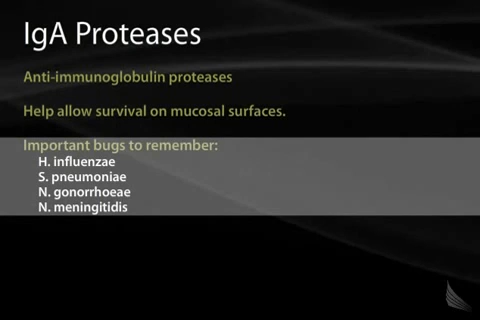 IgA Proteases
Anti-immunoglobulin proteases
Help allow survival on mucosal surfaces.
Important bugs to remember:
H. influenzae
S. pneumoniae
N. gonorrhoeae
N. meningitidis